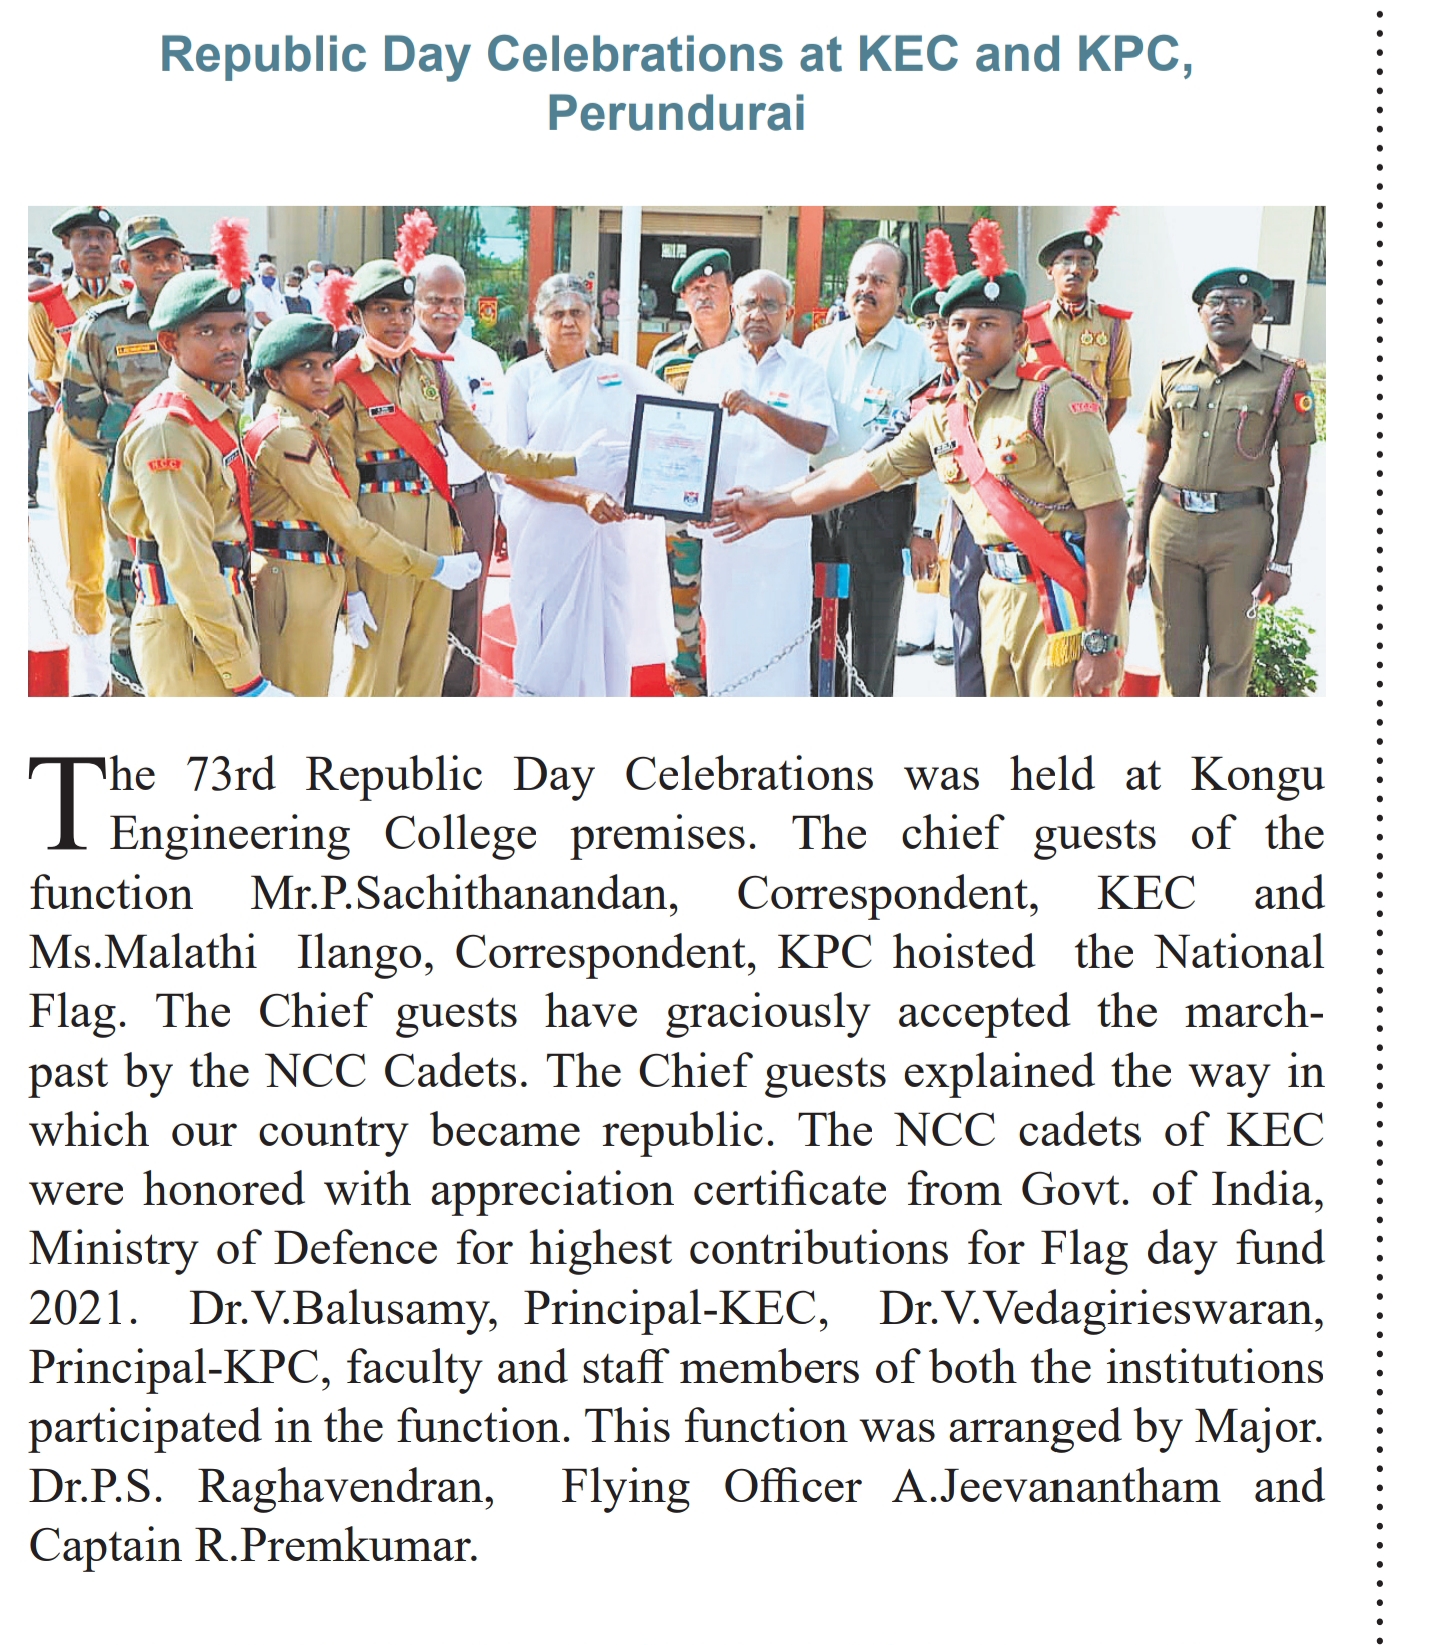 Republic Day Celebrations at KEC and KPC,
Perundurai
The 73rd Republic Day Celebrations was held at Kongu
Engineering College premises. The chief guests of the
function Mr.P.Sachithanandan, Correspondent, KEC and
Ms.Malathi Ilango, Correspondent, KPC hoisted the National
Flag. The Chief guests have graciously accepted the march-
past by the NCC Cadets. The Chief guests explained the way in
which our country became republic. The NCC cadets of KEC
were honored with appreciation certificate from Govt. of India,
Ministry of Defence for highest contributions for Flag day fund
2021. Dr.V.Balusamy, Principal-KEC, Dr.V.Vedagirieswaran,
Principal-KPC, faculty and staff members of both the institutions
participated in the function. This function was arranged by Major.
Dr.P.S. Raghavendran, Flying Officer A.Jeevanantham and
Captain R.Premkumar.
NCC
NCC